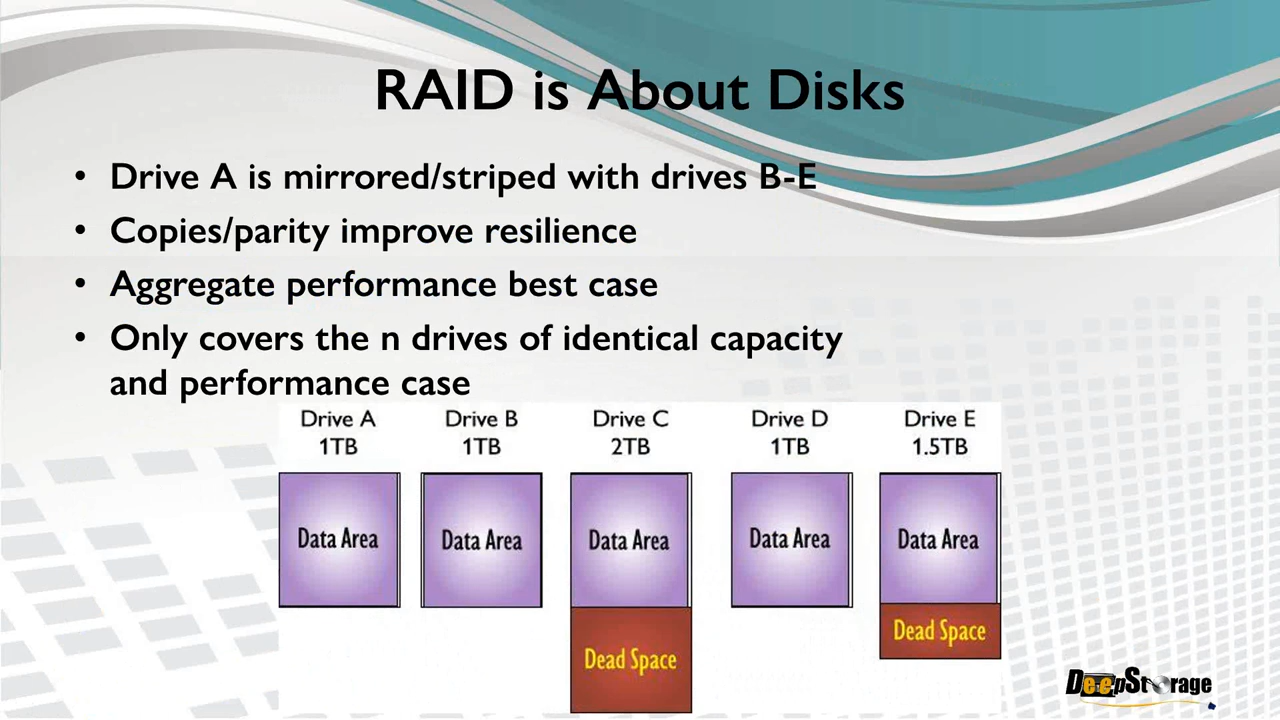 RAID is About Disks
• Drive A is mirrored/striped with drives B-E
• Copies/parity improve resilience
• Aggregate performance best case
• Only covers the n drives of identical capacity
and performance case
Drive A Drive B Drive C Drive D Drive E
1TB 1TB 2TB 1TB 1.5TB
Data Area Data Area Data Area Data Area Data Area
Dead Space Dead Space
DeepStorage